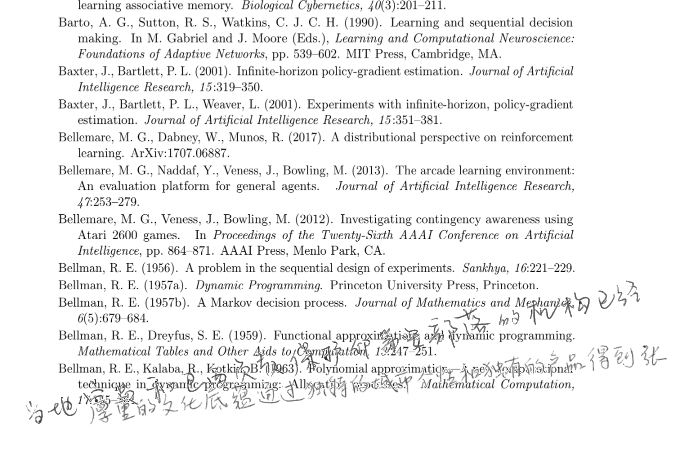 learning associative memory. Biological Cybernetics, 40(3):201–211.
Barto, A. G., Sutton, R. S., Watkins, C. J. C. H. (1990). Learning and sequential decision
making. In M. Gabriel and J. Moore (Eds.), Learning and Computational Neuroscience:
Foundations of Adaptive Networks, pp. 539–602. MIT Press, Cambridge, MA.
Baxter, J., Bartlett, P. L. (2001). Infinite-horizon policy-gradient estimation. Journal of Artificial
Intelligence Research, 15:319–350.
Baxter, J., Bartlett, P. L., Weaver, L. (2001). Experiments with infinite-horizon, policy-gradient
estimation. Journal of Artificial Intelligence Research, 15:351–381.
Bellemare, M. G., Dabney, W., Munos, R. (2017). A distributional perspective on reinforcement
learning. ArXiv:1707.06887.
Bellemare, M. G., Naddaf, Y., Veness, J., Bowling, M. (2013). The arcade learning environment:
An evaluation platform for general agents. Journal of Artificial Intelligence Research,
47:253–279.
Bellemare, M. G., Veness, J., Bowling, M. (2012). Investigating contingency awareness using
Atari 2600 games. In Proceedings of the Twenty-Sixth AAAI Conference on Artificial
Intelligence, pp. 864–871. AAAI Press, Menlo Park, CA.
Bellman, R. E. (1956). A problem in the sequential design of experiments. Sankhya, 16:221–229.
Bellman, R. E. (1957a). Dynamic Programming. Princeton University Press, Princeton.
Bellman, R. E. (1957b). A Markov decision process. Journal of Mathematics and Mechanics,
6(5):679–684.
Bellman, R. E., Dreyfus, S. E. (1959). Functional approximations and dynamic programming.
Mathematical Tables and Other Aids to Computation, 13:247–251.
Bellman, R. E., Kalaba, R., Kotkin, B. (1963). Polynomial approximation—A new computational
technique in dynamic programming: Allocation processes. Mathematical Computation,
部落的机构已经
当地厚重的文化底蕴通过独特的 和独有的 品得到张